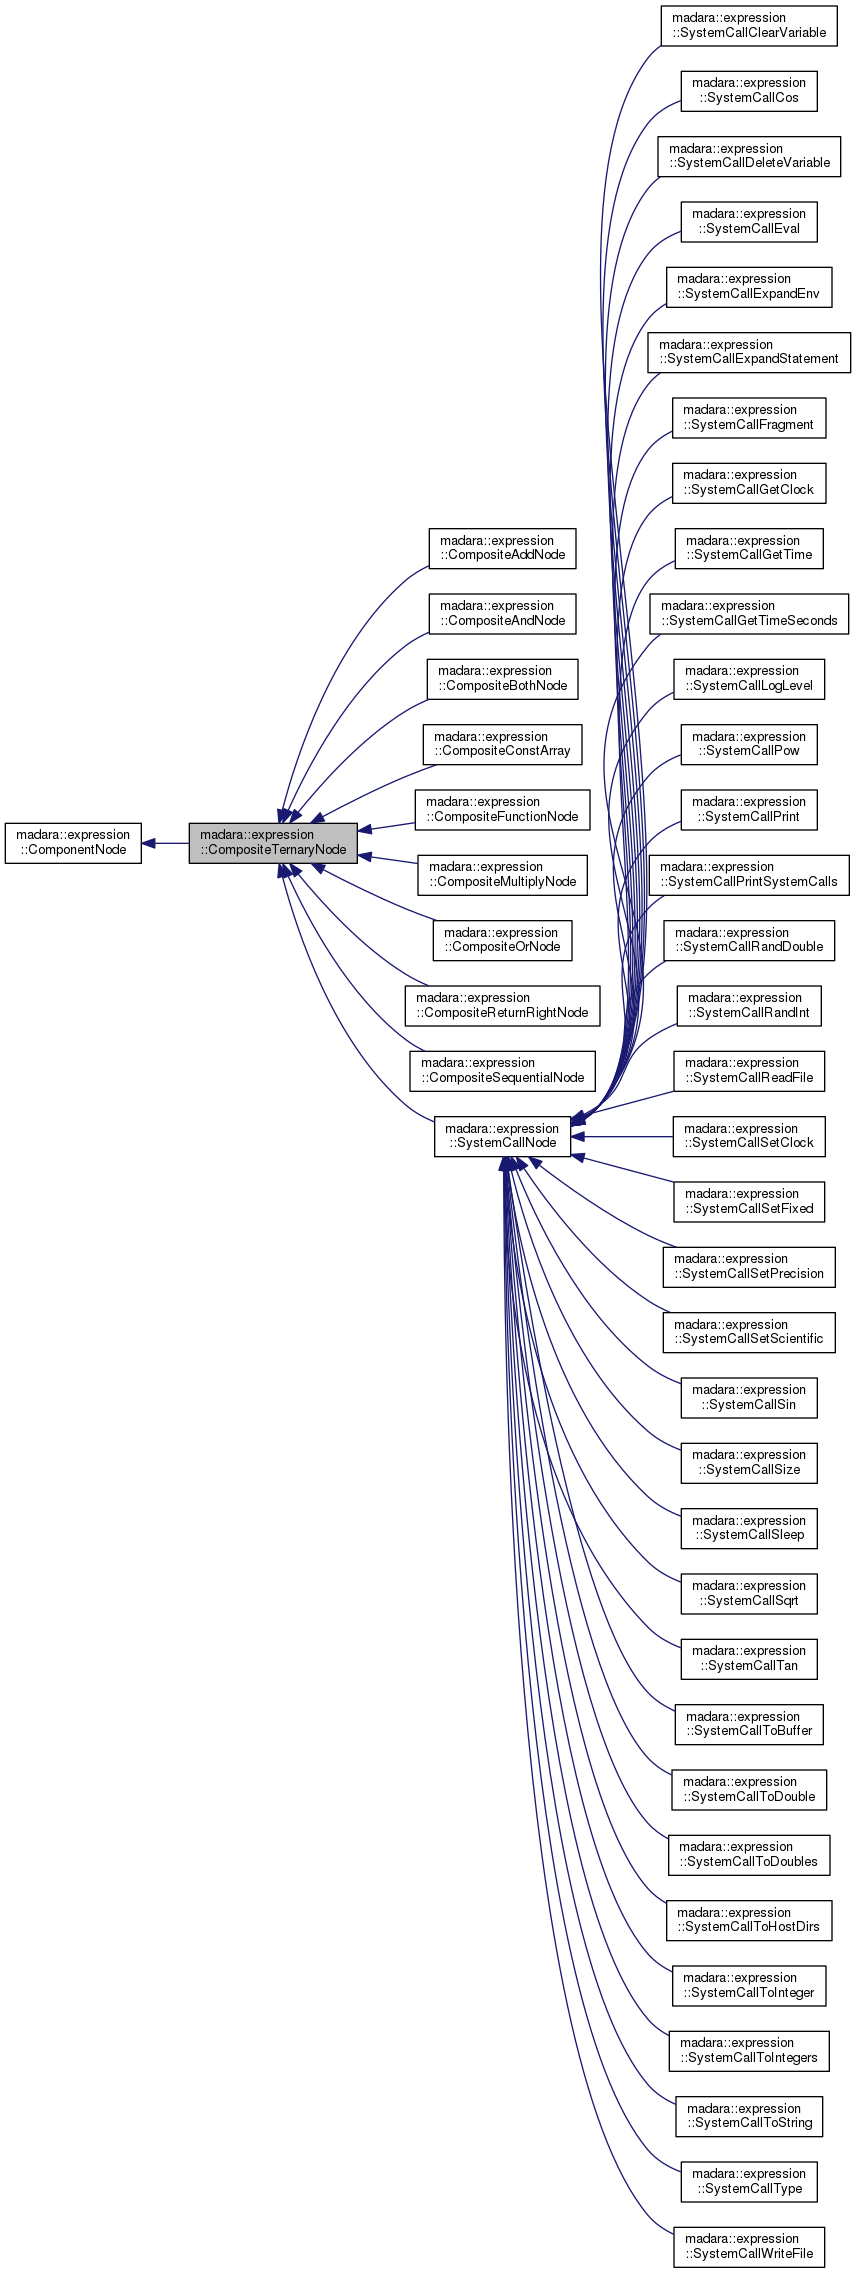 madara::expression
::ComponentNode
madara::expression
::CompositeTernaryNode
madara::expression
::CompositeAddNode
madara::expression
::CompositeAndNode
madara::expression
::CompositeBothNode
madara::expression
::CompositeConstArray
madara::expression
::CompositeFunctionNode
madara::expression
::CompositeMultiplyNode
madara::expression
::CompositeOrNode
madara::expression
::CompositeReturnRightNode
madara::expression
::CompositeSequentialNode
madara::expression
::SystemCallNode
madara::expression
::SystemCallClearVariable
madara::expression
::SystemCallCos
madara::expression
::SystemCallDeleteVariable
madara::expression
::SystemCallEval
madara::expression
::SystemCallExpandEnv
madara::expression
::SystemCallExpandStatement
madara::expression
::SystemCallFragment
madara::expression
::SystemCallGetClock
madara::expression
::SystemCallGetTime
madara::expression
::SystemCallGetTimeSeconds
madara::expression
::SystemCallLogLevel
madara::expression
::SystemCallPow
madara::expression
::SystemCallPrint
madara::expression
::SystemCallPrintSystemCalls
madara::expression
::SystemCallRandDouble
madara::expression
::SystemCallRandInt
madara::expression
::SystemCallReadFile
madara::expression
::SystemCallSetClock
madara::expression
::SystemCallSetFixed
madara::expression
::SystemCallSetPrecision
madara::expression
::SystemCallSetScientific
madara::expression
::SystemCallSin
madara::expression
::SystemCallSize
madara::expression
::SystemCallSleep
madara::expression
::SystemCallSqrt
madara::expression
::SystemCallTan
madara::expression
::SystemCallToBuffer
madara::expression
::SystemCallToDouble
madara::expression
::SystemCallToDoubles
madara::expression
::SystemCallToHostDirs
madara::expression
::SystemCallToInteger
madara::expression
::SystemCallToIntegers
madara::expression
::SystemCallToString
madara::expression
::SystemCallType
madara::expression
::SystemCallWriteFile